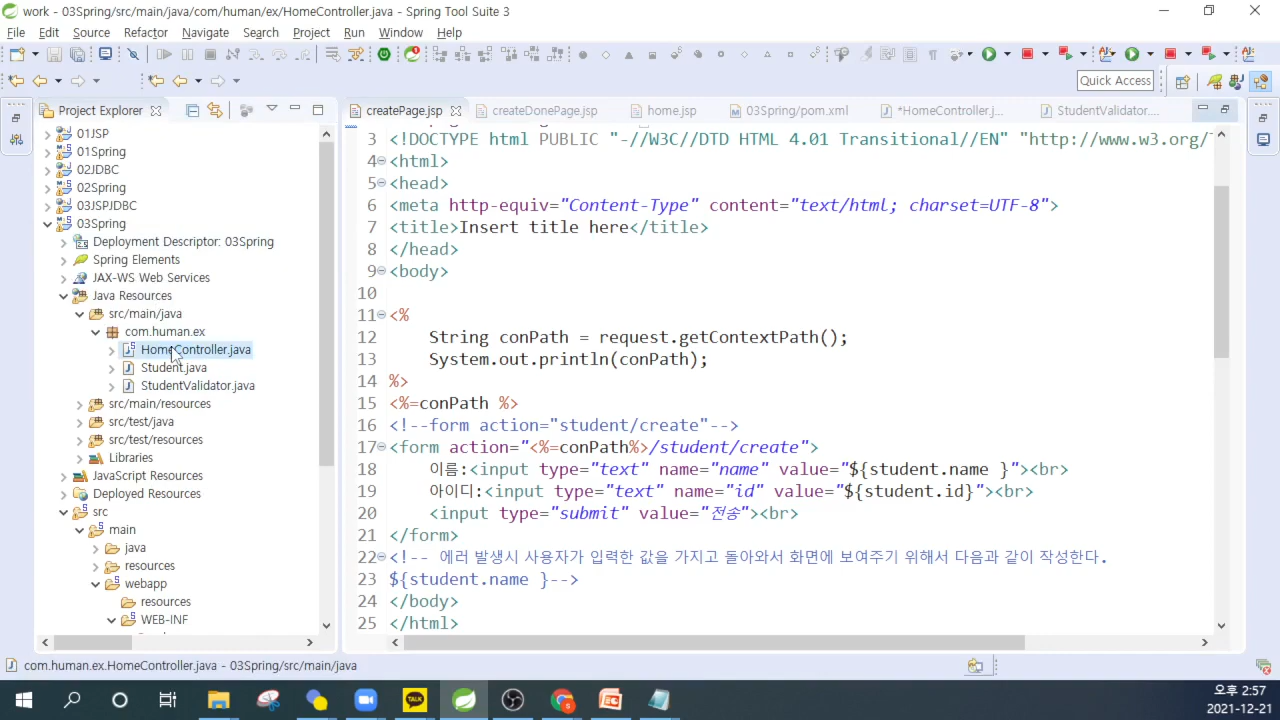 work - 03Spring/src/main/java/com/human/ex/HomeController.java - Spring Tool Suite 3
File Edit Source Refactor Navigate Search Project Run Window Help
Quick Access
Project Explorer
createPage.jsp createDonePage.jsp home.jsp 03Spring/pom.xml *HomeController.j... StudentValidator....
01JSP
01Spring
02JDBC
02Spring
03JSPJDBC
03Spring
Deployment Descriptor: 03Spring
Spring Elements
JAX-WS Web Services
Java Resources
src/main/java
com.human.ex
HomeController.java
Student.java
StudentValidator.java
src/main/resources
src/test/java
src/test/resources
Libraries
JavaScript Resources
Deployed Resources
src
main
java
resources
webapp
resources
WEB-INF
3 <!DOCTYPE html PUBLIC "-//W3C//DTD HTML 4.01 Transitional//EN" "http://www.w3.org/
4 <html>
5 <head>
6 <meta http-equiv="Content-Type" content="text/html; charset=UTF-8">
7 <title>Insert title here</title>
8 </head>
9 <body>
10
11 <%
12 String conPath = request.getContextPath();
13 System.out.println(conPath);
14 %>
15 <%=conPath %>
16 <!--form action="student/create"-->
17 <form action="<%=conPath%>/student/create">
18 이름:<input type="text" name="name" value="${student.name }"><br>
19 아이디:<input type="text" name="id" value="${student.id}"><br>
20 <input type="submit" value="전송"><br>
21 </form>
22 <!-- 에러 발생시 사용자가 입력한 값을 가지고 돌아와서 화면에 보여주기 위해서 다음과 같이 작성한다.
23 ${student.name }-->
24 </body>
25 </html>
com.human.ex.HomeController.java - 03Spring/src/main/java
TALK
오후 2:57
2021-12-21